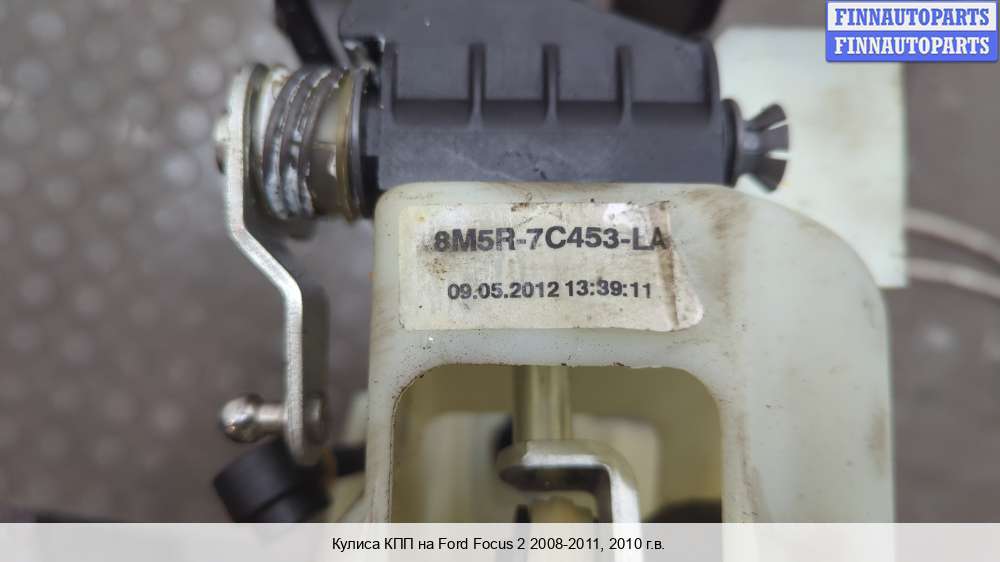 FINNAUTOPARTS
FINNAUTOPARTS
8M5R-7C453-LA
09.05.2012 13:39:11
Кулиса КПП на Ford Focus 2 2008-2011, 2010 г.в.